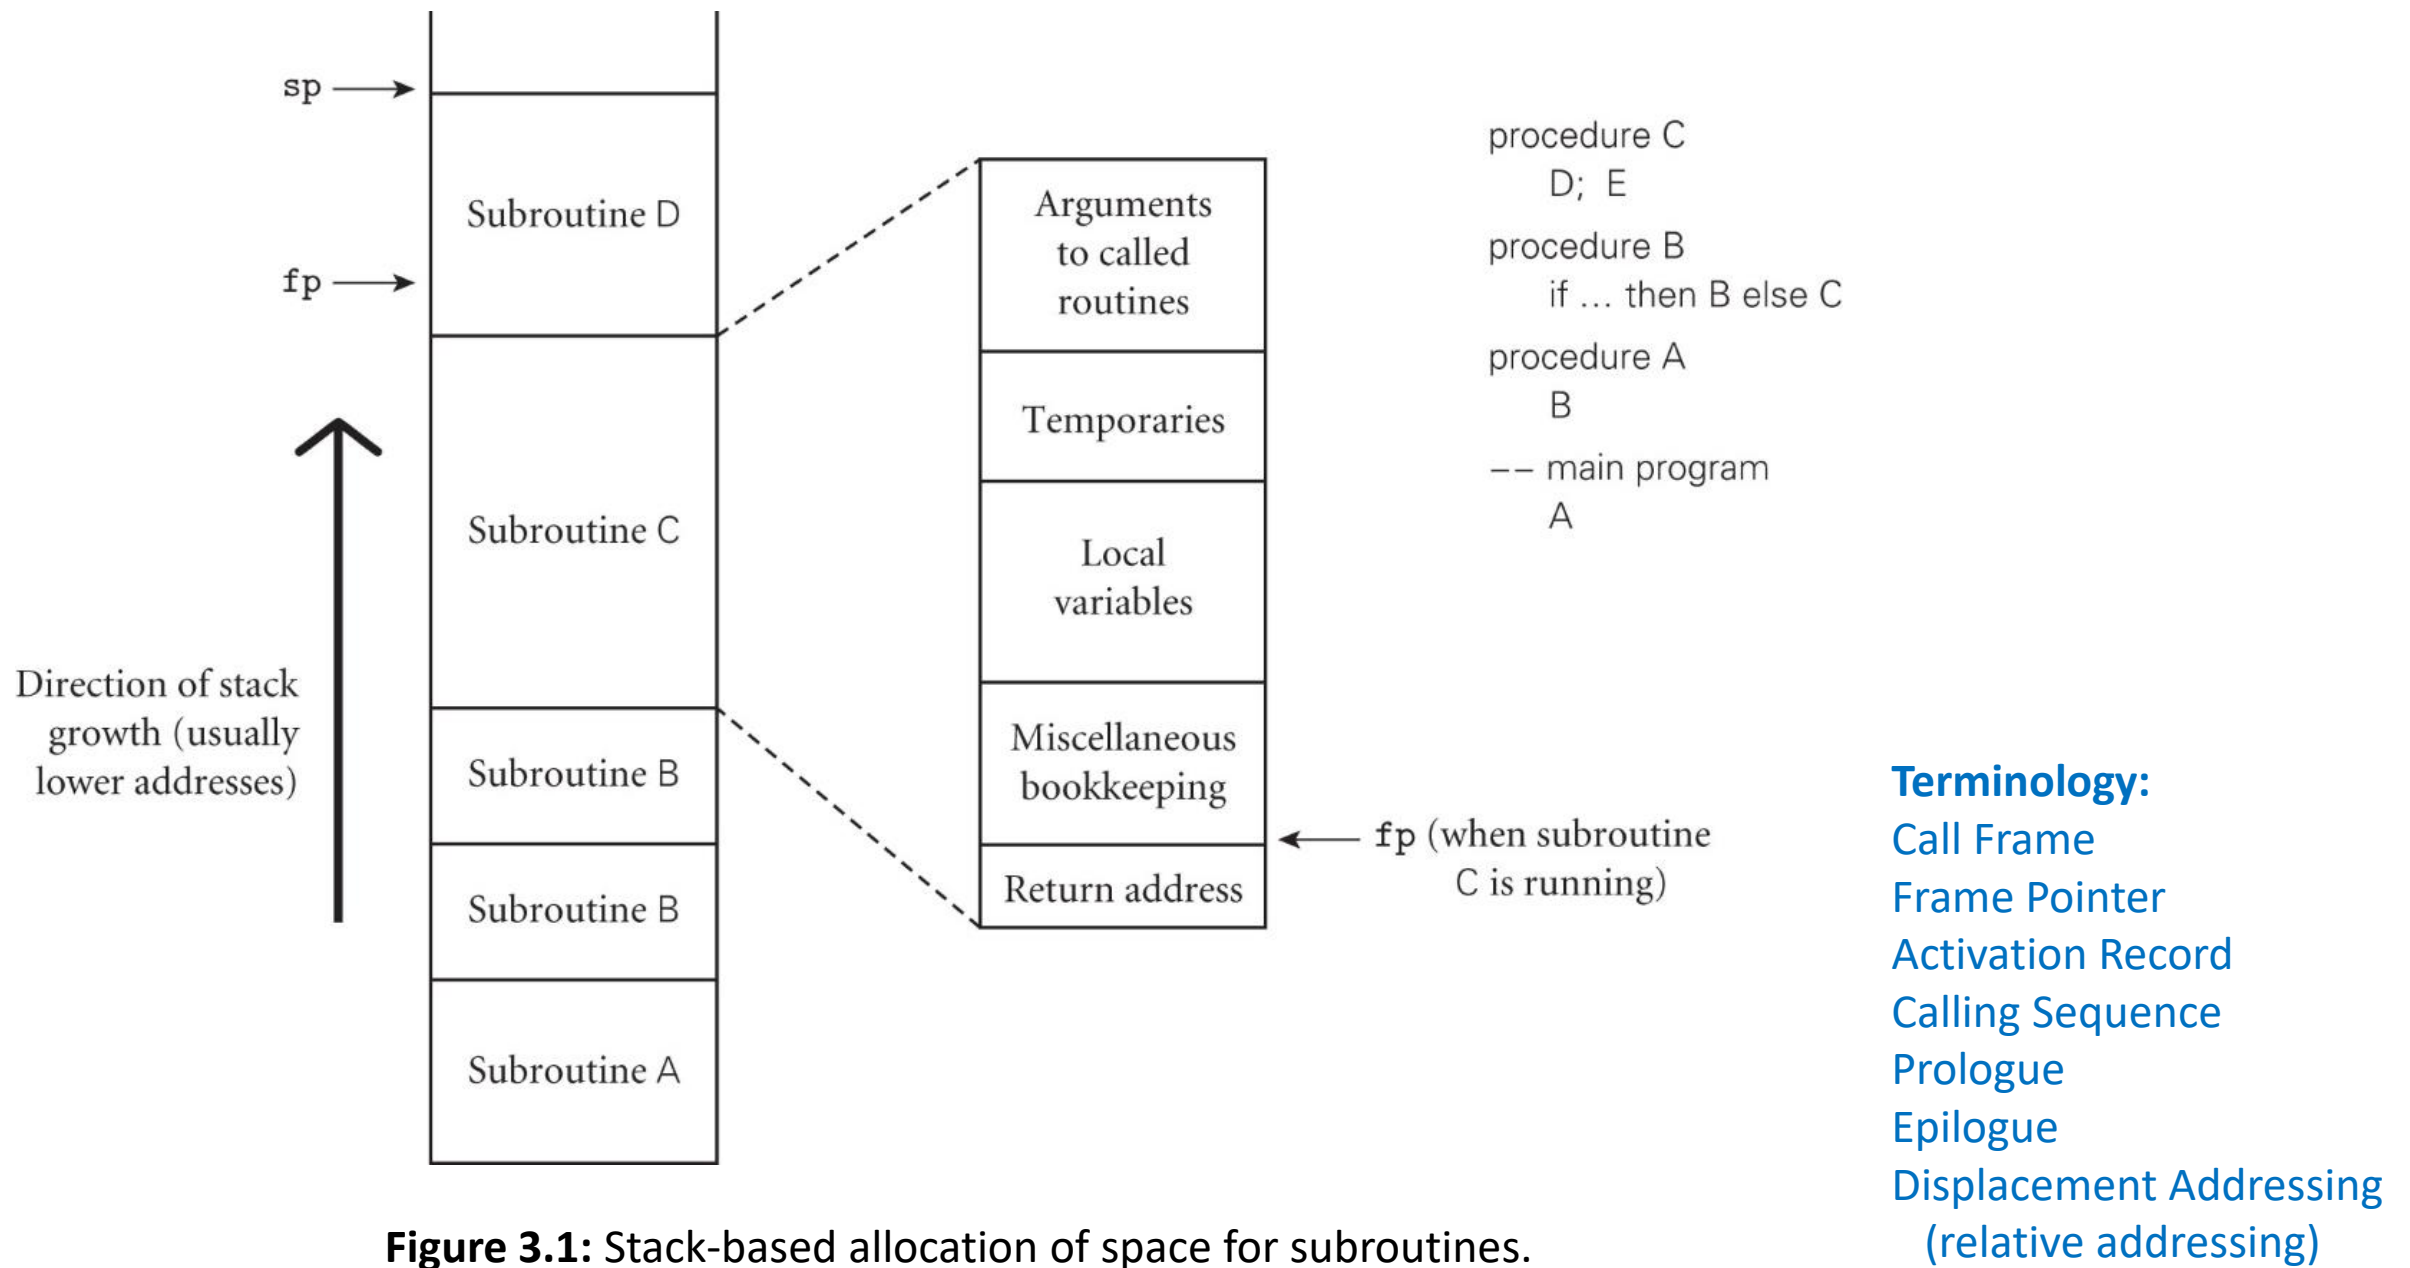 sp
Subroutine D
fp
Subroutine C
Direction of stack
growth (usually
lower addresses)
Subroutine B
Subroutine B
Subroutine A
Arguments
to called
routines
Temporaries
Local
variables
Miscellaneous
bookkeeping
Return address
fp (when subroutine
C is running)
procedure C
D; E
procedure B
if ... then B else C
procedure A
B
-- main program
A
Terminology:
Call Frame
Frame Pointer
Activation Record
Calling Sequence
Prologue
Epilogue
Displacement Addressing
(relative addressing)
Figure 3.1: Stack-based allocation of space for subroutines.